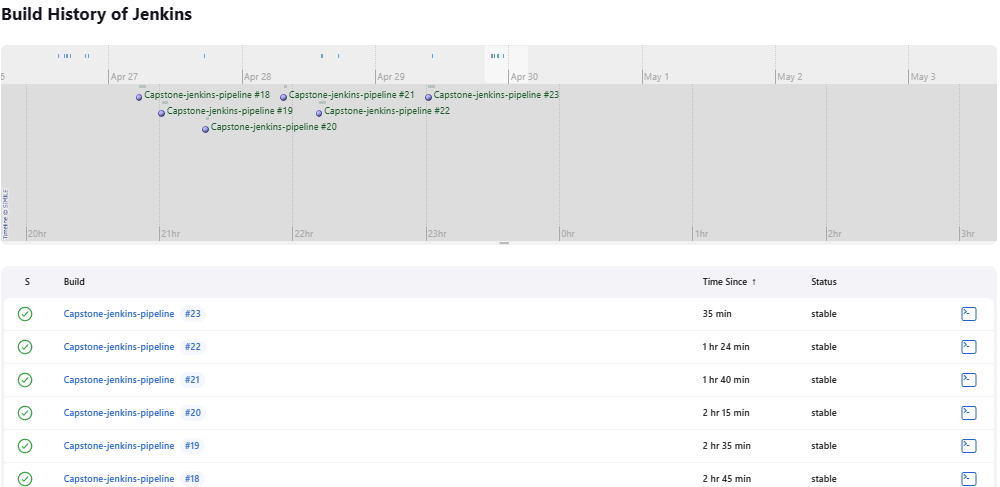 Build History of Jenkins
5 Apr 27 Apr 28 Apr 29 Apr 30 May 1 May 2 May 3
Capstone-jenkins-pipeline #18 Capstone-jenkins-pipeline #21 Capstone-jenkins-pipeline #23
Capstone-jenkins-pipeline #19 Capstone-jenkins-pipeline #22
Capstone-jenkins-pipeline #20
Timeline © SIMILE
20hr 21hr 22hr 23hr 0hr 1hr 2hr 3hr
S Build Time Since ↑ Status
Capstone-jenkins-pipeline #23 35 min stable
Capstone-jenkins-pipeline #22 1 hr 24 min stable
Capstone-jenkins-pipeline #21 1 hr 40 min stable
Capstone-jenkins-pipeline #20 2 hr 15 min stable
Capstone-jenkins-pipeline #19 2 hr 35 min stable
Capstone-jenkins-pipeline #18 2 hr 45 min stable